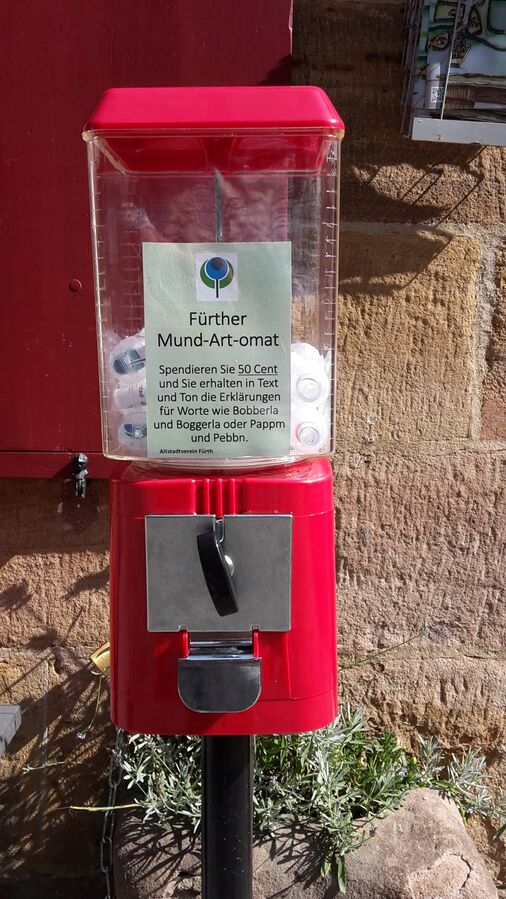 Fürther
Mund-Art-omat
Spendieren Sie 50 Cent
und Sie erhalten in Text
und Ton die Erklärungen
für Worte wie Bobberla
und Boggerla oder Pappm
und Pebbn.
Altstadtverein Fürth